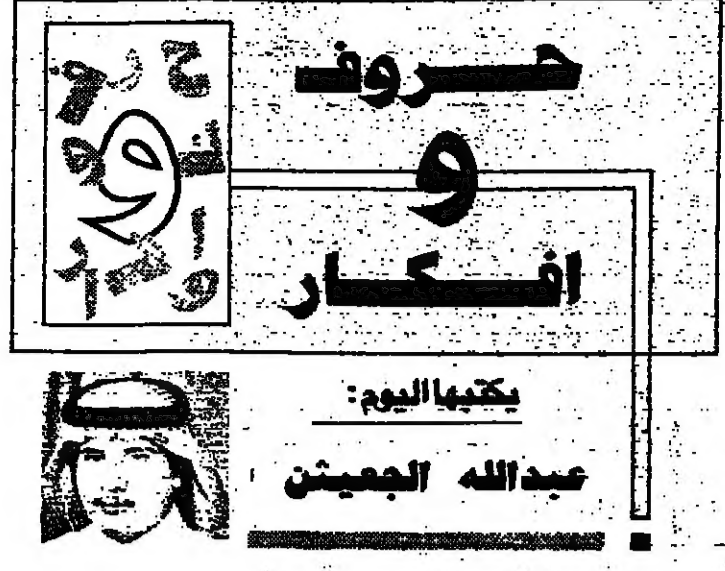 حروف
و
افكار
يكتبها اليوم:
عبدالله الجعيثن